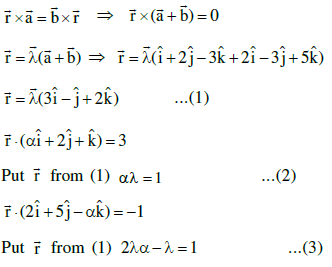 r⃗×a⃗=b⃗×r⃗ ⇒ r⃗×(a⃗+b⃗)=0
r⃗=λ⃗(a⃗+b⃗) ⇒ r⃗=λ⃗(î+2ĵ−3k̂+2î−3ĵ+5k̂)
r⃗=λ⃗(3î−ĵ+2k̂) ...(1)
r⃗·(αî+2ĵ+k̂)=3
Put r⃗ from (1) αλ=1 ...(2)
r⃗·(2î+5ĵ−αk̂)=−1
Put r⃗ from (1) 2λα−λ=1 ...(3)